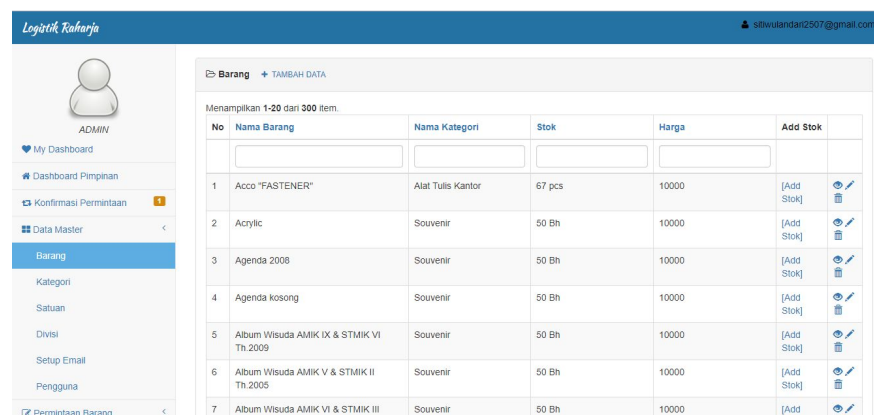 Logistik Raharja
sitiwulandari2507@gmail.com
ADMIN
My Dashboard
Dashboard Pimpinan
Konfirmasi Permintaan 1
Data Master
Barang
Kategori
Satuan
Divisi
Setup Email
Pengguna
Permintaan Barang
Barang + TAMBAH DATA
Menampilkan 1-20 dari 300 item.
No Nama Barang Nama Kategori Stok Harga Add Stok
1 Acco "FASTENER" Alat Tulis Kantor 67 pcs 10000 [Add
Stok]
2 Acrylic Souvenir 50 Bh 10000 [Add
Stok]
3 Agenda 2008 Souvenir 50 Bh 10000 [Add
Stok]
4 Agenda kosong Souvenir 50 Bh 10000 [Add
Stok]
5 Album Wisuda AMIK IX & STMIK VI Souvenir 50 Bh 10000 [Add
Th.2009 Stok]
6 Album Wisuda AMIK V & STMIK II Souvenir 50 Bh 10000 [Add
Th.2005 Stok]
7 Album Wisuda AMIK VI & STMIK III Souvenir 50 Bh 10000 [Add